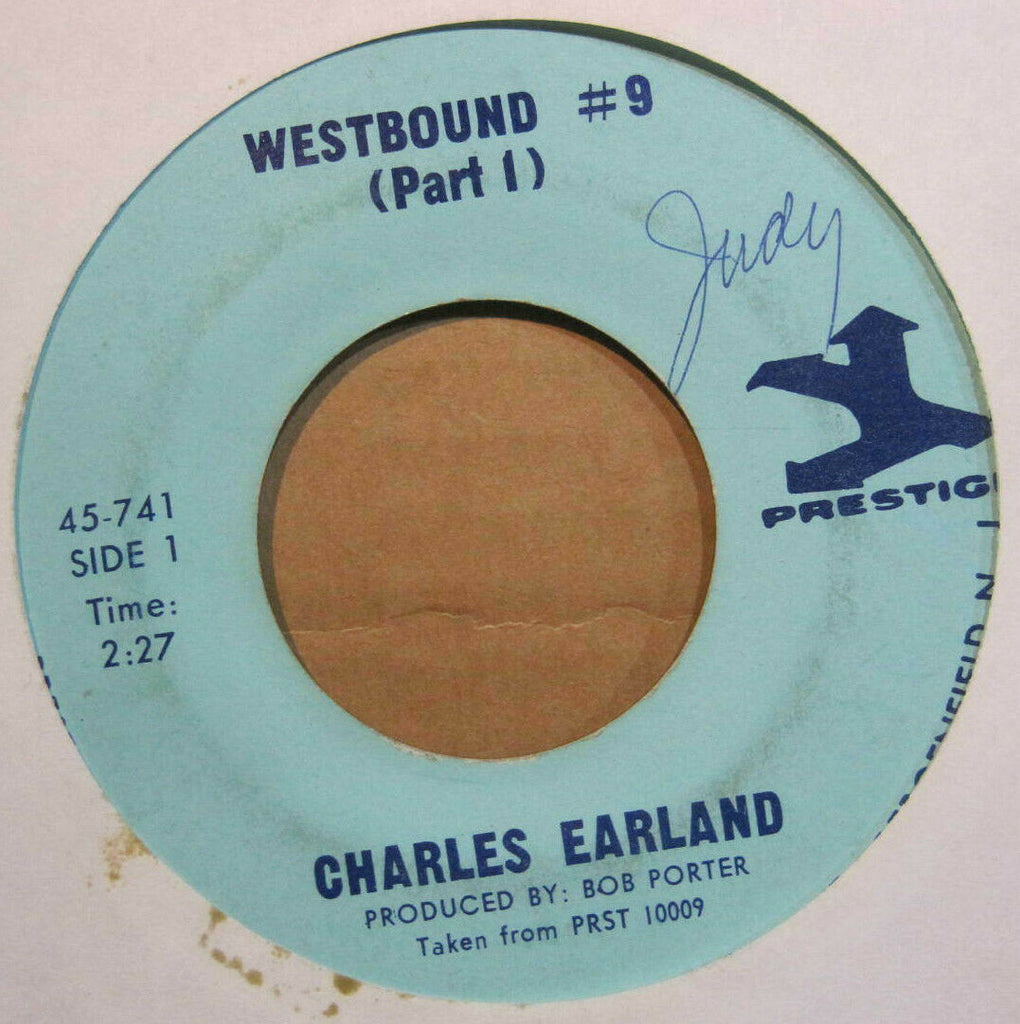 WESTBOUND #9
(Part 1)
Judy
PRESTIG
45-741
SIDE 1
Time:
2:27
CHARLES EARLAND
PRODUCED BY: BOB PORTER
Taken from PRST 10009